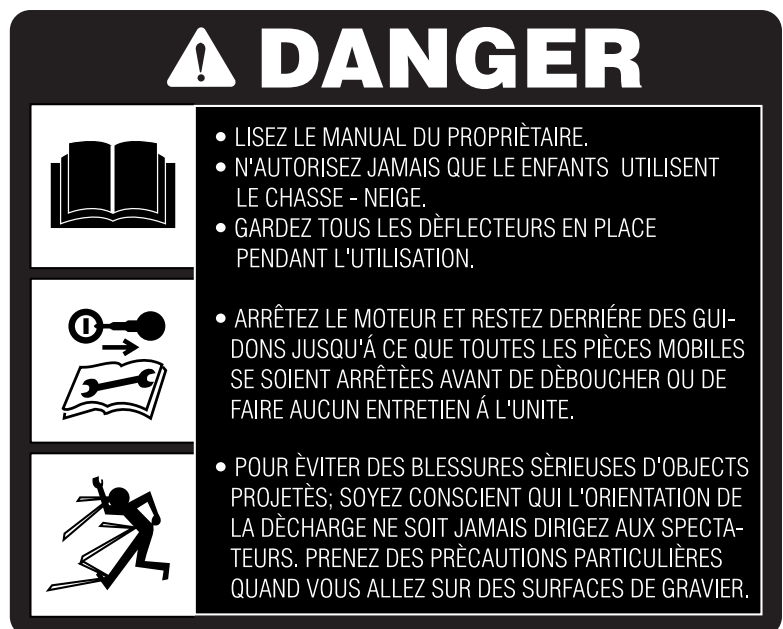 DANGER
• LISEZ LE MANUAL DU PROPRIÈTAIRE.
• N'AUTORISEZ JAMAIS QUE LE ENFANTS UTILISENT
LE CHASSE - NEIGE.
• GARDEZ TOUS LES DÈFLECTEURS EN PLACE
PENDANT L'UTILISATION.
• ARRÊTEZ LE MOTEUR ET RESTEZ DERRIÉRE DES GUI-
DONS JUSQU'Á CE QUE TOUTES LES PIÈCES MOBILES
SE SOIENT ARRÊTÈES AVANT DE DÈBOUCHER OU DE
FAIRE AUCUN ENTRETIEN Á L'UNITE.
• POUR ÈVITER DES BLESSURES SÈRIEUSES D'OBJECTS
PROJETÈS; SOYEZ CONSCIENT QUI L'ORIENTATION DE
LA DÈCHARGE NE SOIT JAMAIS DIRIGEZ AUX SPECTA-
TEURS. PRENEZ DES PRÈCAUTIONS PARTICULIÈRES
QUAND VOUS ALLEZ SUR DES SURFACES DE GRAVIER.